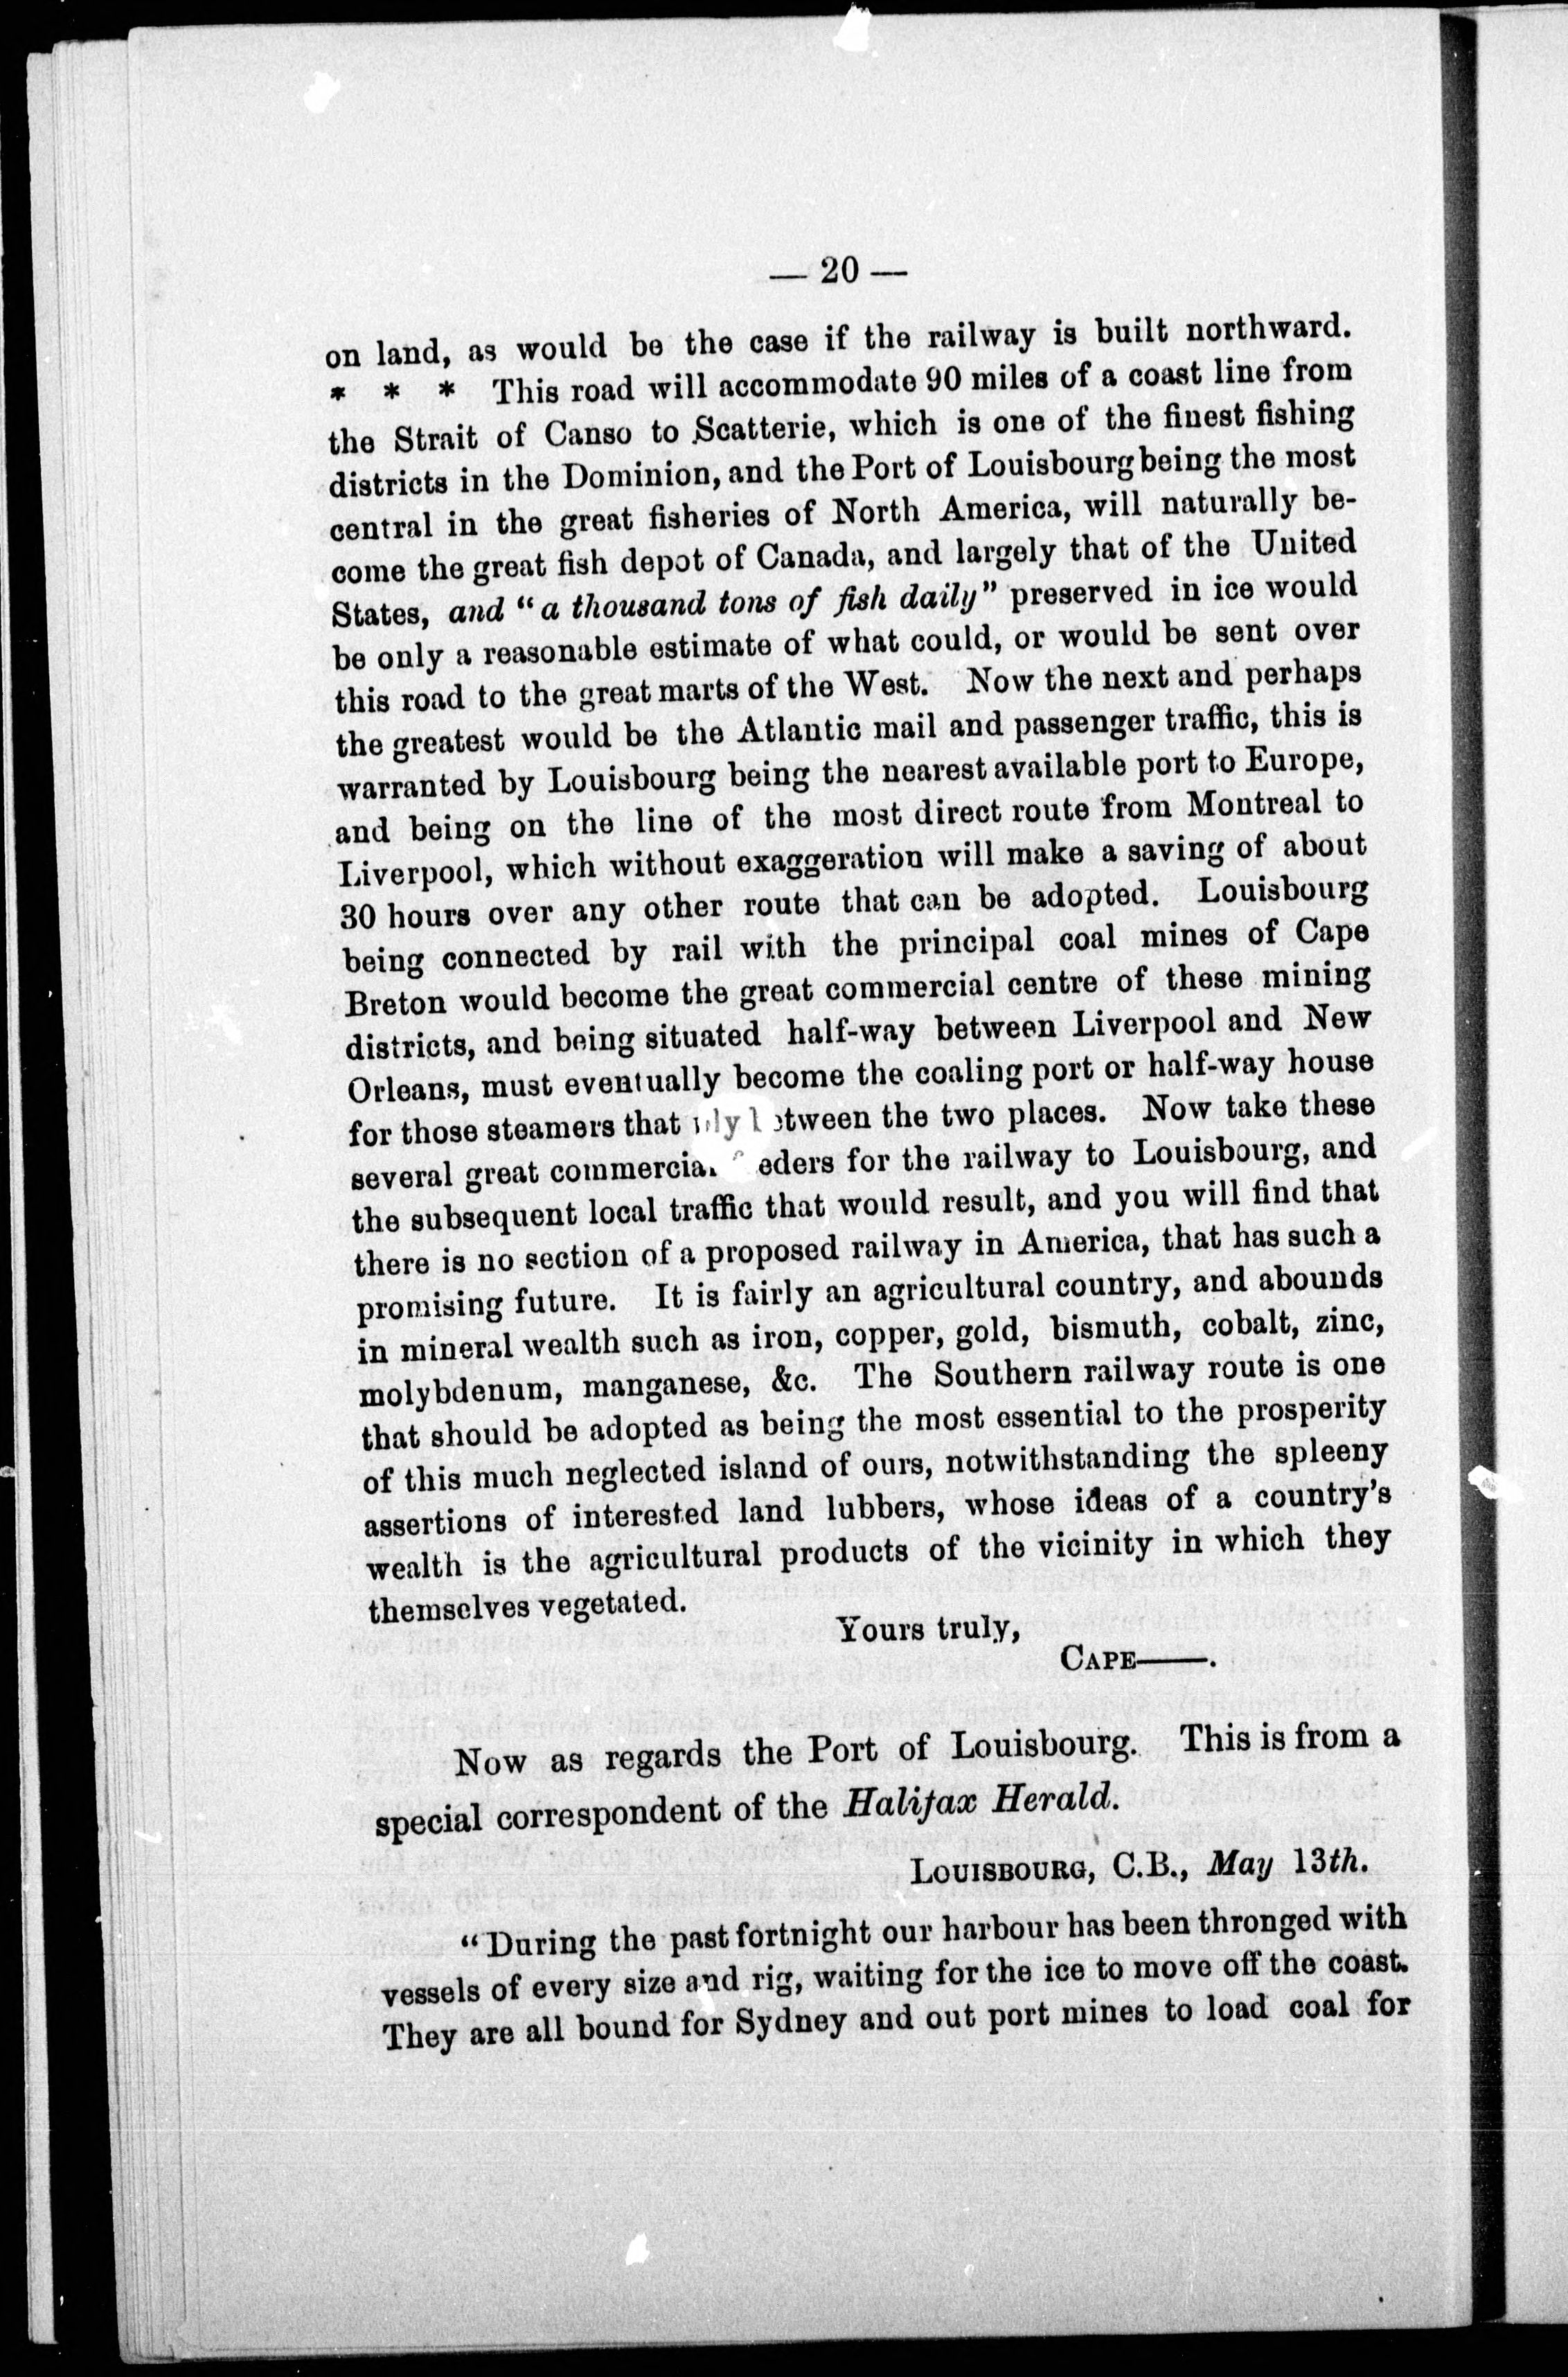 — 20 —
on land, as would be the case if the railway is built northward.
* * * This road will accommodate 90 miles of a coast line from
the Strait of Canso to Scatterie, which is one of the finest fishing
districts in the Dominion, and the Port of Louisbourg being the most
central in the great fisheries of North America, will naturally be-
come the great fish depot of Canada, and largely that of the United
States, and “a thousand tons of fish daily” preserved in ice would
be only a reasonable estimate of what could, or would be sent over
this road to the great marts of the West. Now the next and perhaps
the greatest would be the Atlantic mail and passenger traffic, this is
warranted by Louisbourg being the nearest available port to Europe,
and being on the line of the most direct route from Montreal to
Liverpool, which without exaggeration will make a saving of about
30 hours over any other route that can be adopted. Louisbourg
being connected by rail with the principal coal mines of Cape
Breton would become the great commercial centre of these mining
districts, and being situated half-way between Liverpool and New
Orleans, must eventually become the coaling port or half-way house
for those steamers that ply between the two places. Now take these
several great commercial feeders for the railway to Louisbourg, and
the subsequent local traffic that would result, and you will find that
there is no section of a proposed railway in America, that has such a
promising future. It is fairly an agricultural country, and abounds
in mineral wealth such as iron, copper, gold, bismuth, cobalt, zinc,
molybdenum, manganese, &c. The Southern railway route is one
that should be adopted as being the most essential to the prosperity
of this much neglected island of ours, notwithstanding the spleeny
assertions of interested land lubbers, whose ideas of a country’s
wealth is the agricultural products of the vicinity in which they
themselves vegetated.
Yours truly,
CAPE——.
Now as regards the Port of Louisbourg. This is from a
special correspondent of the Halifax Herald.
LOUISBOURG, C.B., May 13th.
“During the past fortnight our harbour has been thronged with
vessels of every size and rig, waiting for the ice to move off the coast.
They are all bound for Sydney and out port mines to load coal for